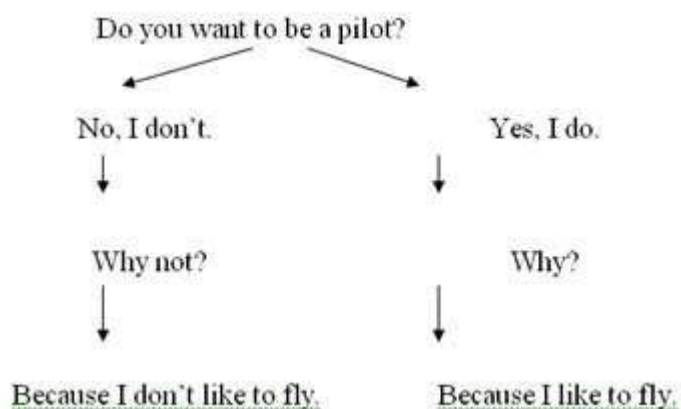 Do you want to be a pilot?
No, I don't. Yes, I do.
Why not? Why?
Because I don't like to fly. Because I like to fly.